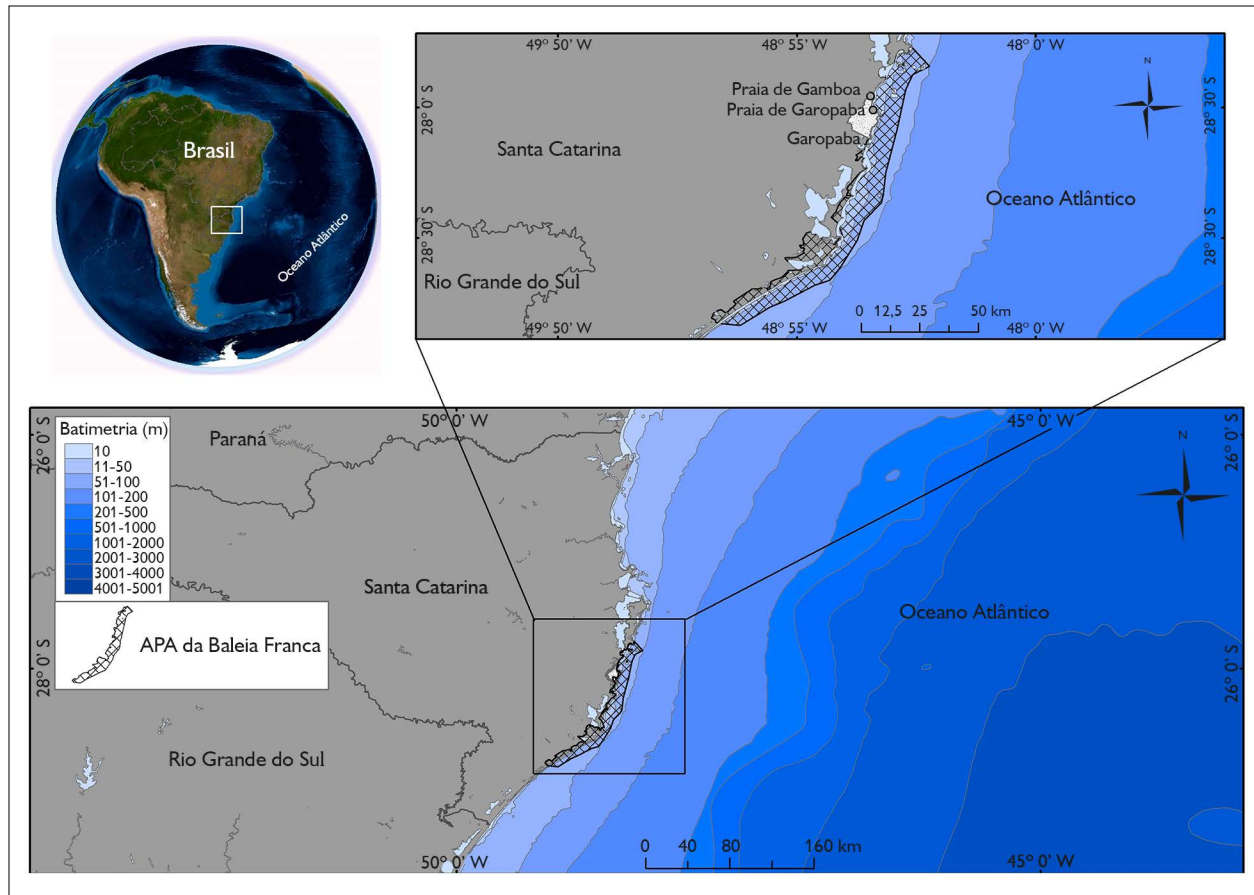 Brasil
Oceano Atlântico
49° 50' W
48° 55' W
48° 0' W
N
28° 0' S
28° 30' S
Praia de Gamboa
Praia de Garopaba
Garopaba
Santa Catarina
Oceano Atlântico
28° 30' S
28° 30' S
Rio Grande do Sul
0 12,5 25 50 km
49° 50' W
48° 55' W
48° 0' W
Batimetria (m)
10
11-50
51-100
101-200
201-500
501-1000
1001-2000
2001-3000
3001-4000
4001-5001
50° 0' W
45° 0' W
26° 0' S
26° 0' S
Paraná
N
Santa Catarina
Oceano Atlântico
APA da Baleia Franca
28° 0' S
26° 0' S
Rio Grande do Sul
0 40 80 160 km
50° 0' W
45° 0' W